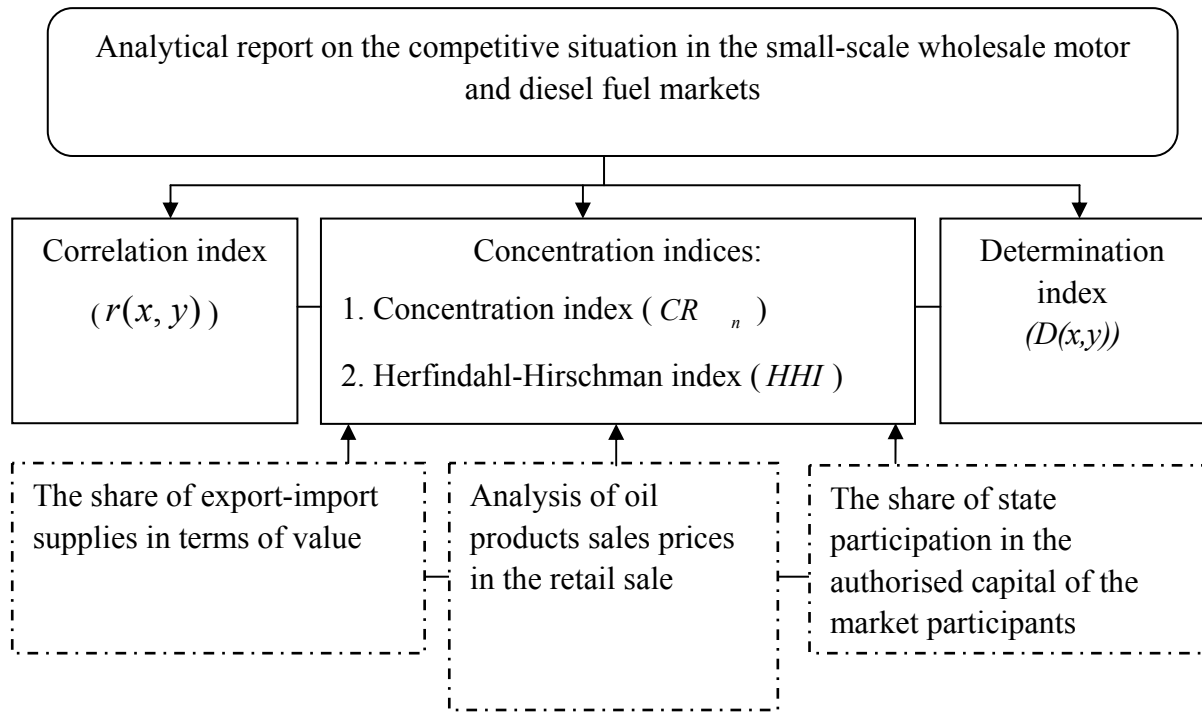 Analytical report on the competitive situation in the small-scale wholesale motor
and diesel fuel markets
Correlation index
( r(x, y) )
Concentration indices:
1. Concentration index ( CR n )
2. Herfindahl-Hirschman index ( HHI )
Determination
index
(D(x,y))
The share of export-import
supplies in terms of value
Analysis of oil
products sales prices
in the retail sale
The share of state
participation in the
authorised capital of the
market participants